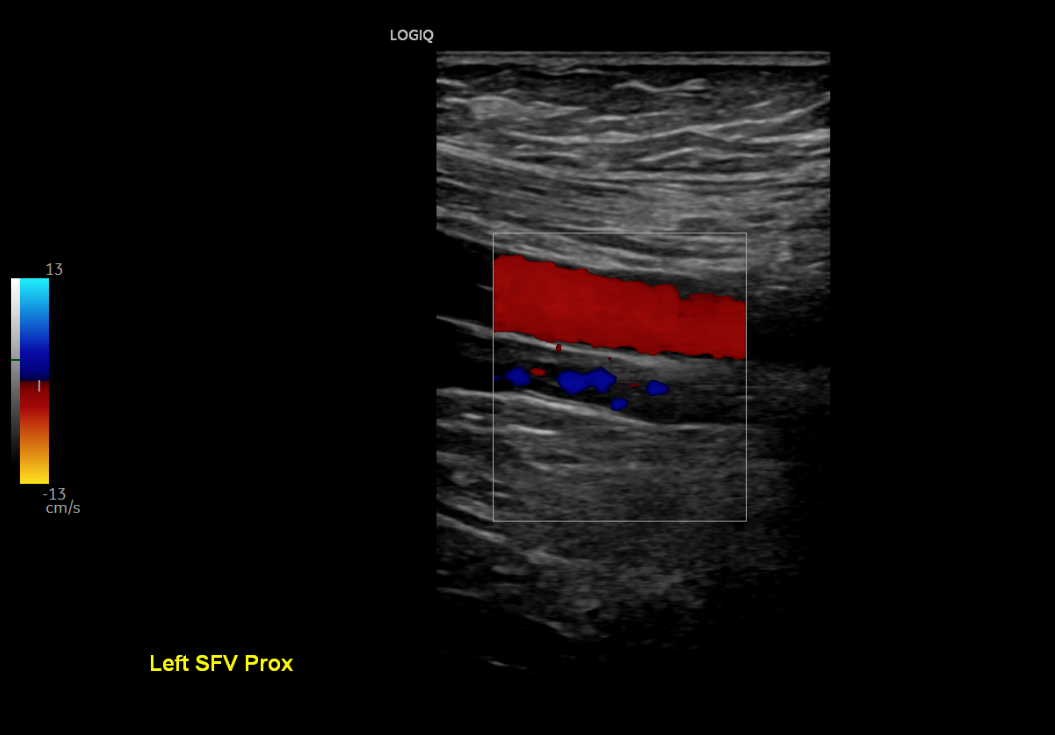 LOGIQ
13
-13
cm/s
Left SFV Prox